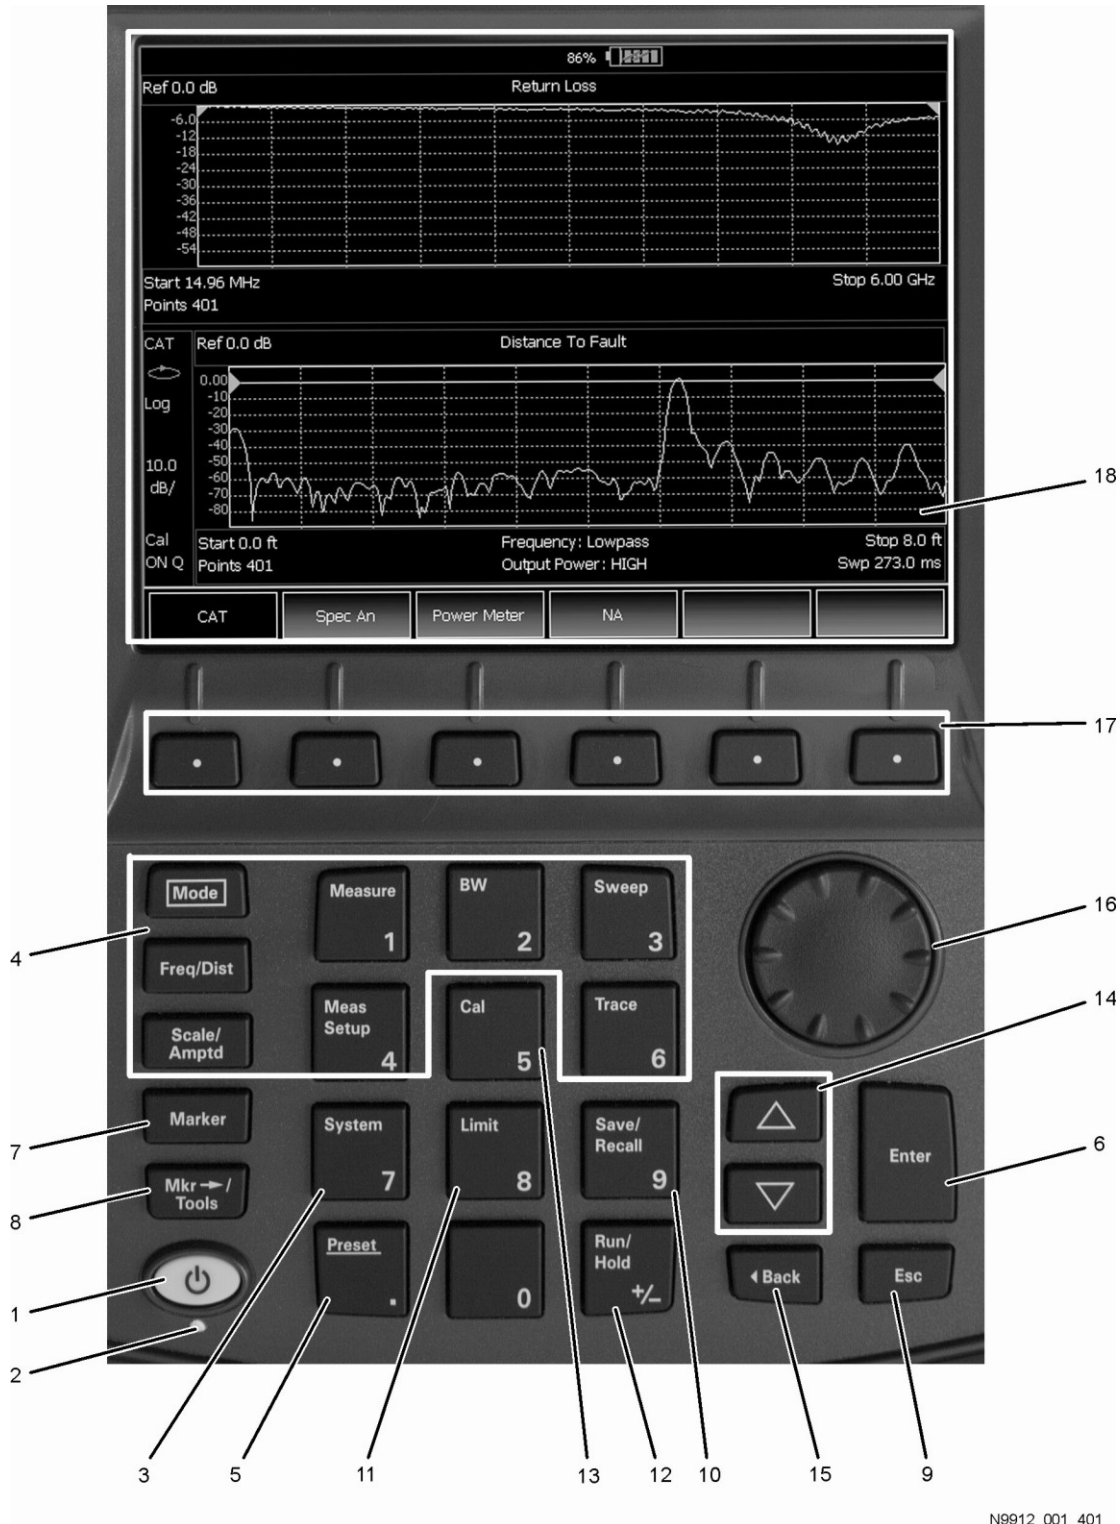 86%
Ref 0.0 dB
Return Loss
-6.0
-12
-18
-24
-30
-36
-42
-48
-54
Start 14.96 MHz
Stop 6.00 GHz
Points 401
CAT
Ref 0.0 dB
Distance To Fault
0.00
-10
-20
-30
-40
-50
-60
-70
-80
Log
10.0
dB/
Cal
ON Q
Start 0.0 ft
Frequency: Lowpass
Stop 8.0 ft
Points 401
Output Power: HIGH
Swp 273.0 ms
18
CAT
Spec An
Power Meter
NA
17
Mode
Measure
1
BW
2
Sweep
3
16
4
Freq/Dist
14
Scale/
Amptd
Meas
Setup
4
Cal
5
Trace
6
Marker
System
7
Limit
8
Save/
Recall
9
Enter
6
7
Mkr→/
Tools
8
Preset
.
0
Run/
Hold
+/–
Back
Esc
1
2
3
5
11
13
12
10
15
9
N9912_001_401